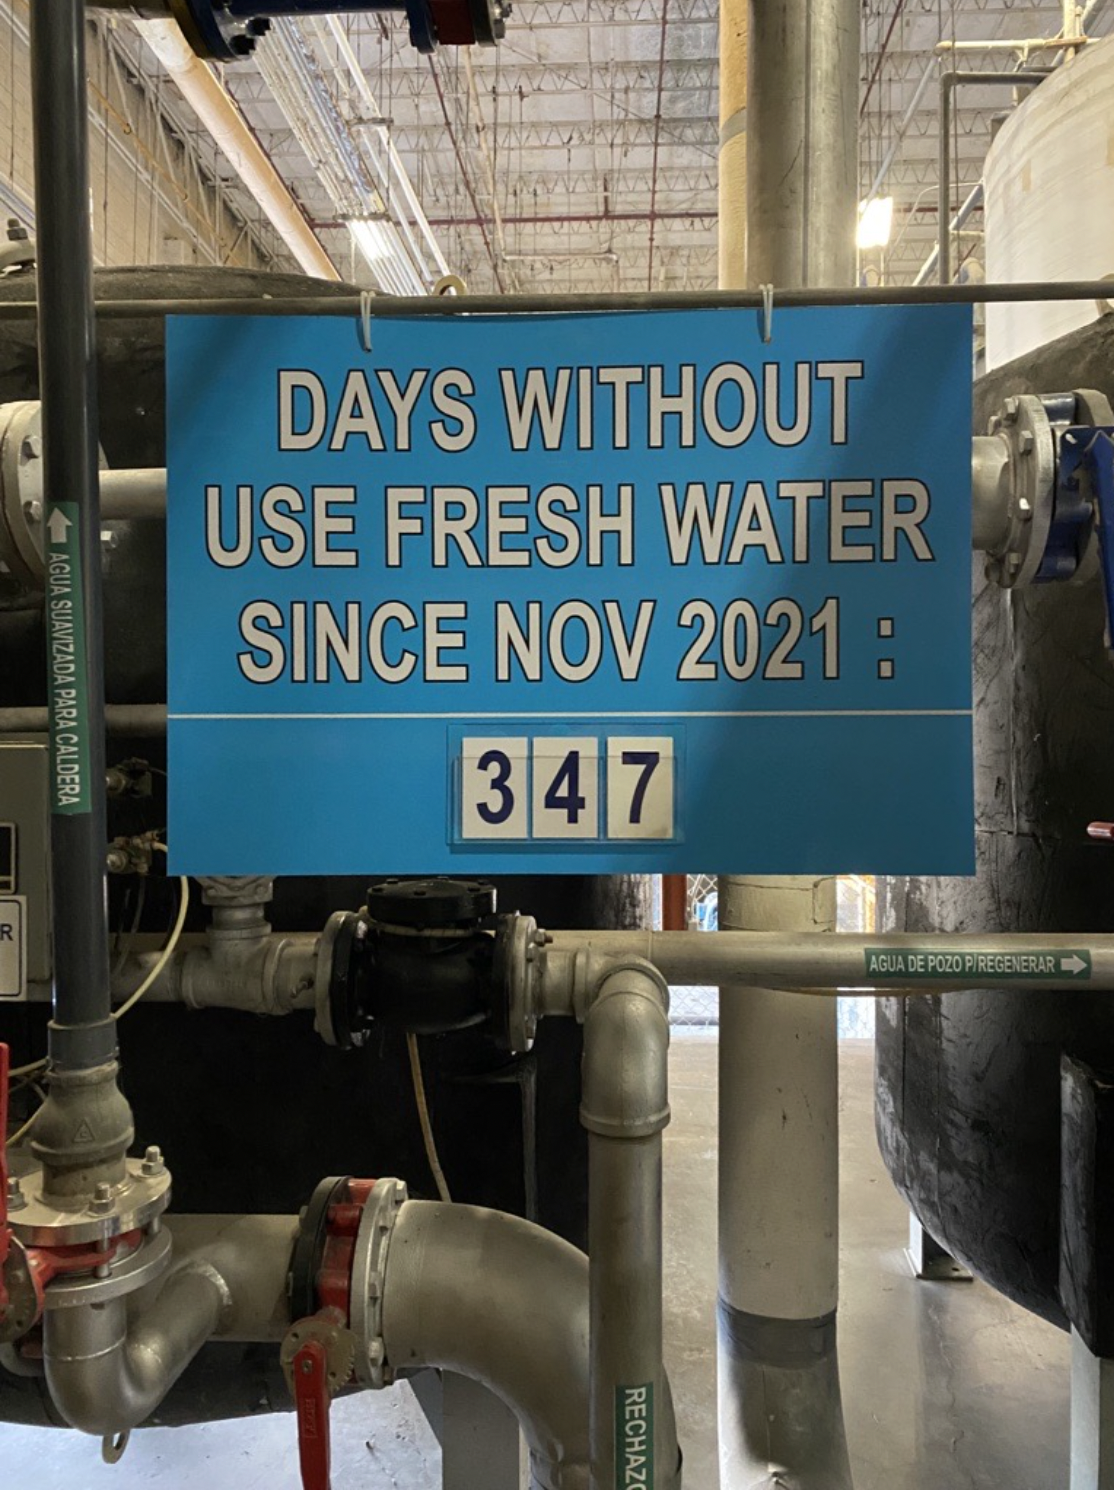 DAYS WITHOUT
USE FRESH WATER
SINCE NOV 2021 :
347
AGUA SUAVIZADA PARA CALDERA
AGUA DE POZO P/REGENERAR
RECHAZO
R